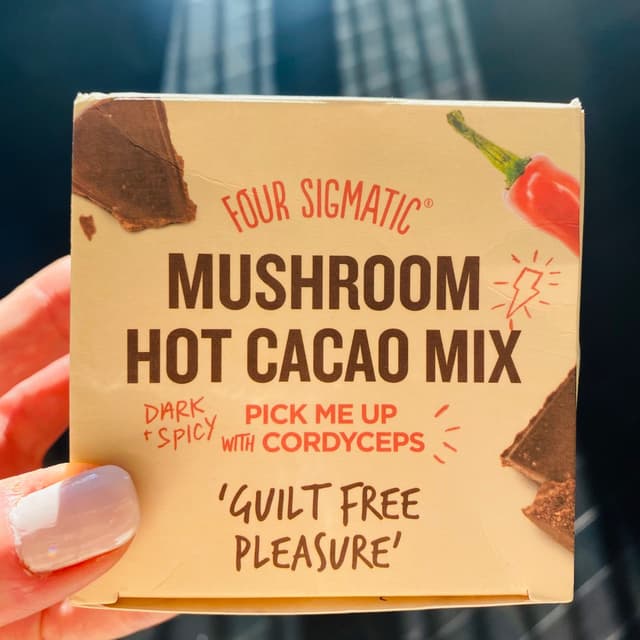 FOUR SIGMATIC®
MUSHROOM
HOT CACAO MIX
DARK
+ SPICY
PICK ME UP
WITH CORDYCEPS
'GUILT FREE
PLEASURE'